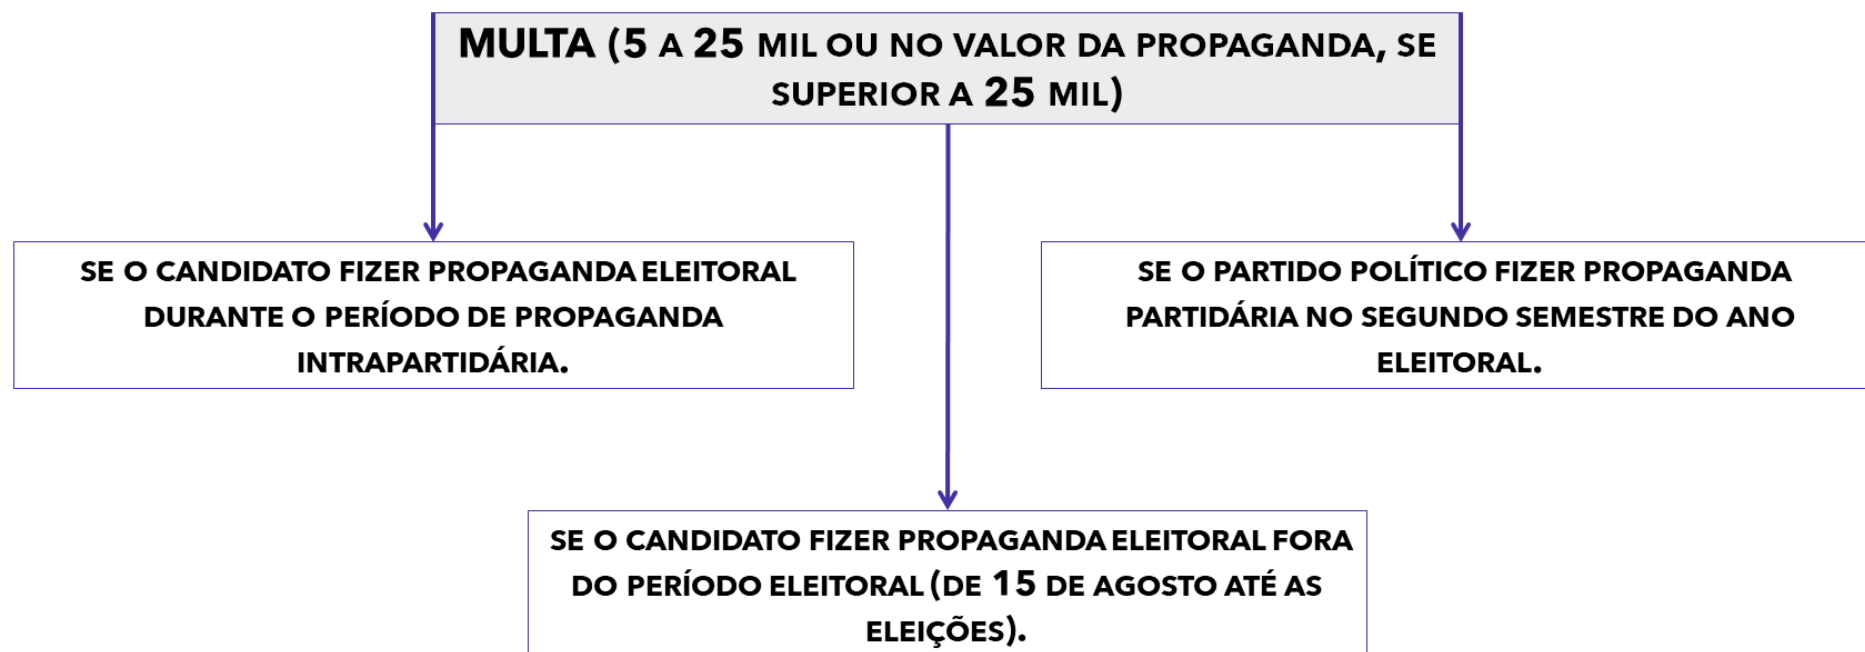 MULTA (5 A 25 MIL OU NO VALOR DA PROPAGANDA, SE
SUPERIOR A 25 MIL)
SE O CANDIDATO FIZER PROPAGANDA ELEITORAL
DURANTE O PERÍODO DE PROPAGANDA
INTRAPARTIDÁRIA.
SE O PARTIDO POLÍTICO FIZER PROPAGANDA
PARTIDÁRIA NO SEGUNDO SEMESTRE DO ANO
ELEITORAL.
SE O CANDIDATO FIZER PROPAGANDA ELEITORAL FORA
DO PERÍODO ELEITORAL (DE 15 DE AGOSTO ATÉ AS
ELEIÇÕES).